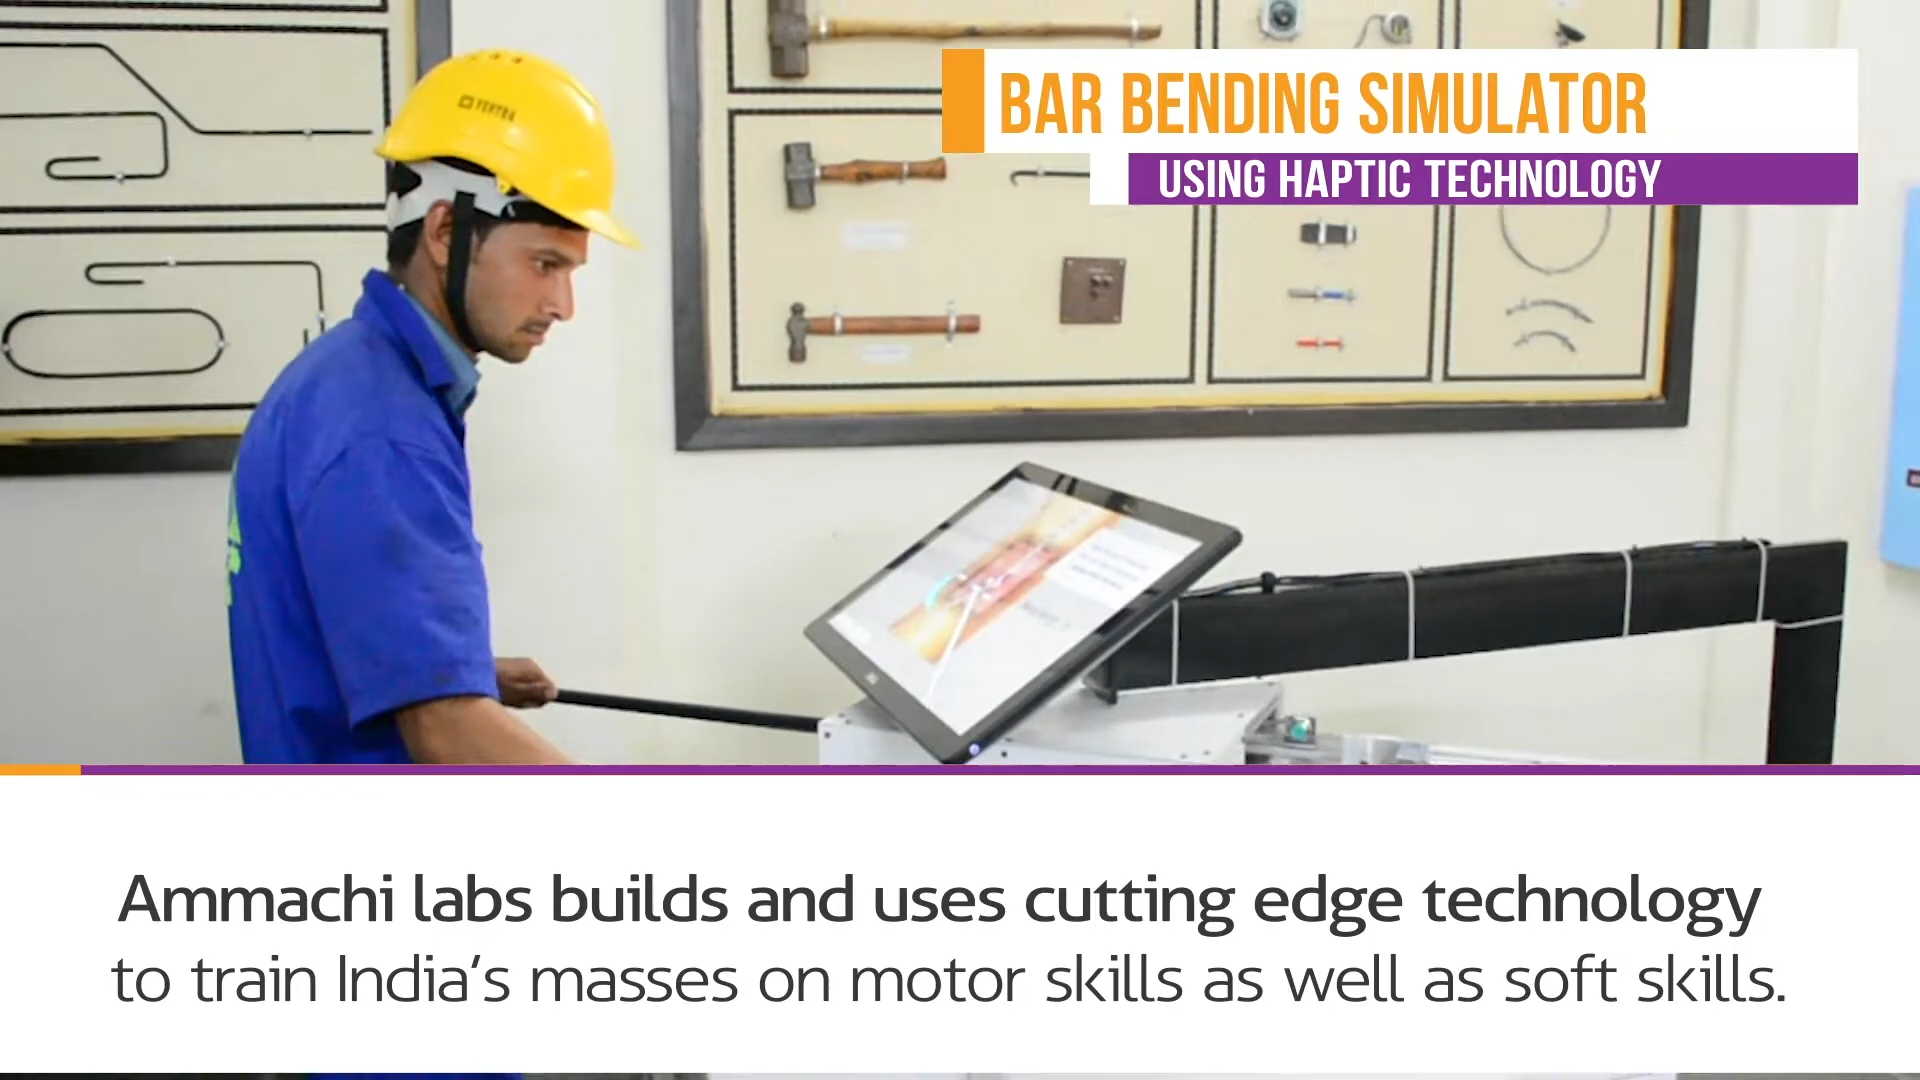 VENTRA
BAR BENDING SIMULATOR
USING HAPTIC TECHNOLOGY
Ammachi labs builds and uses cutting edge technology
to train India's masses on motor skills as well as soft skills.